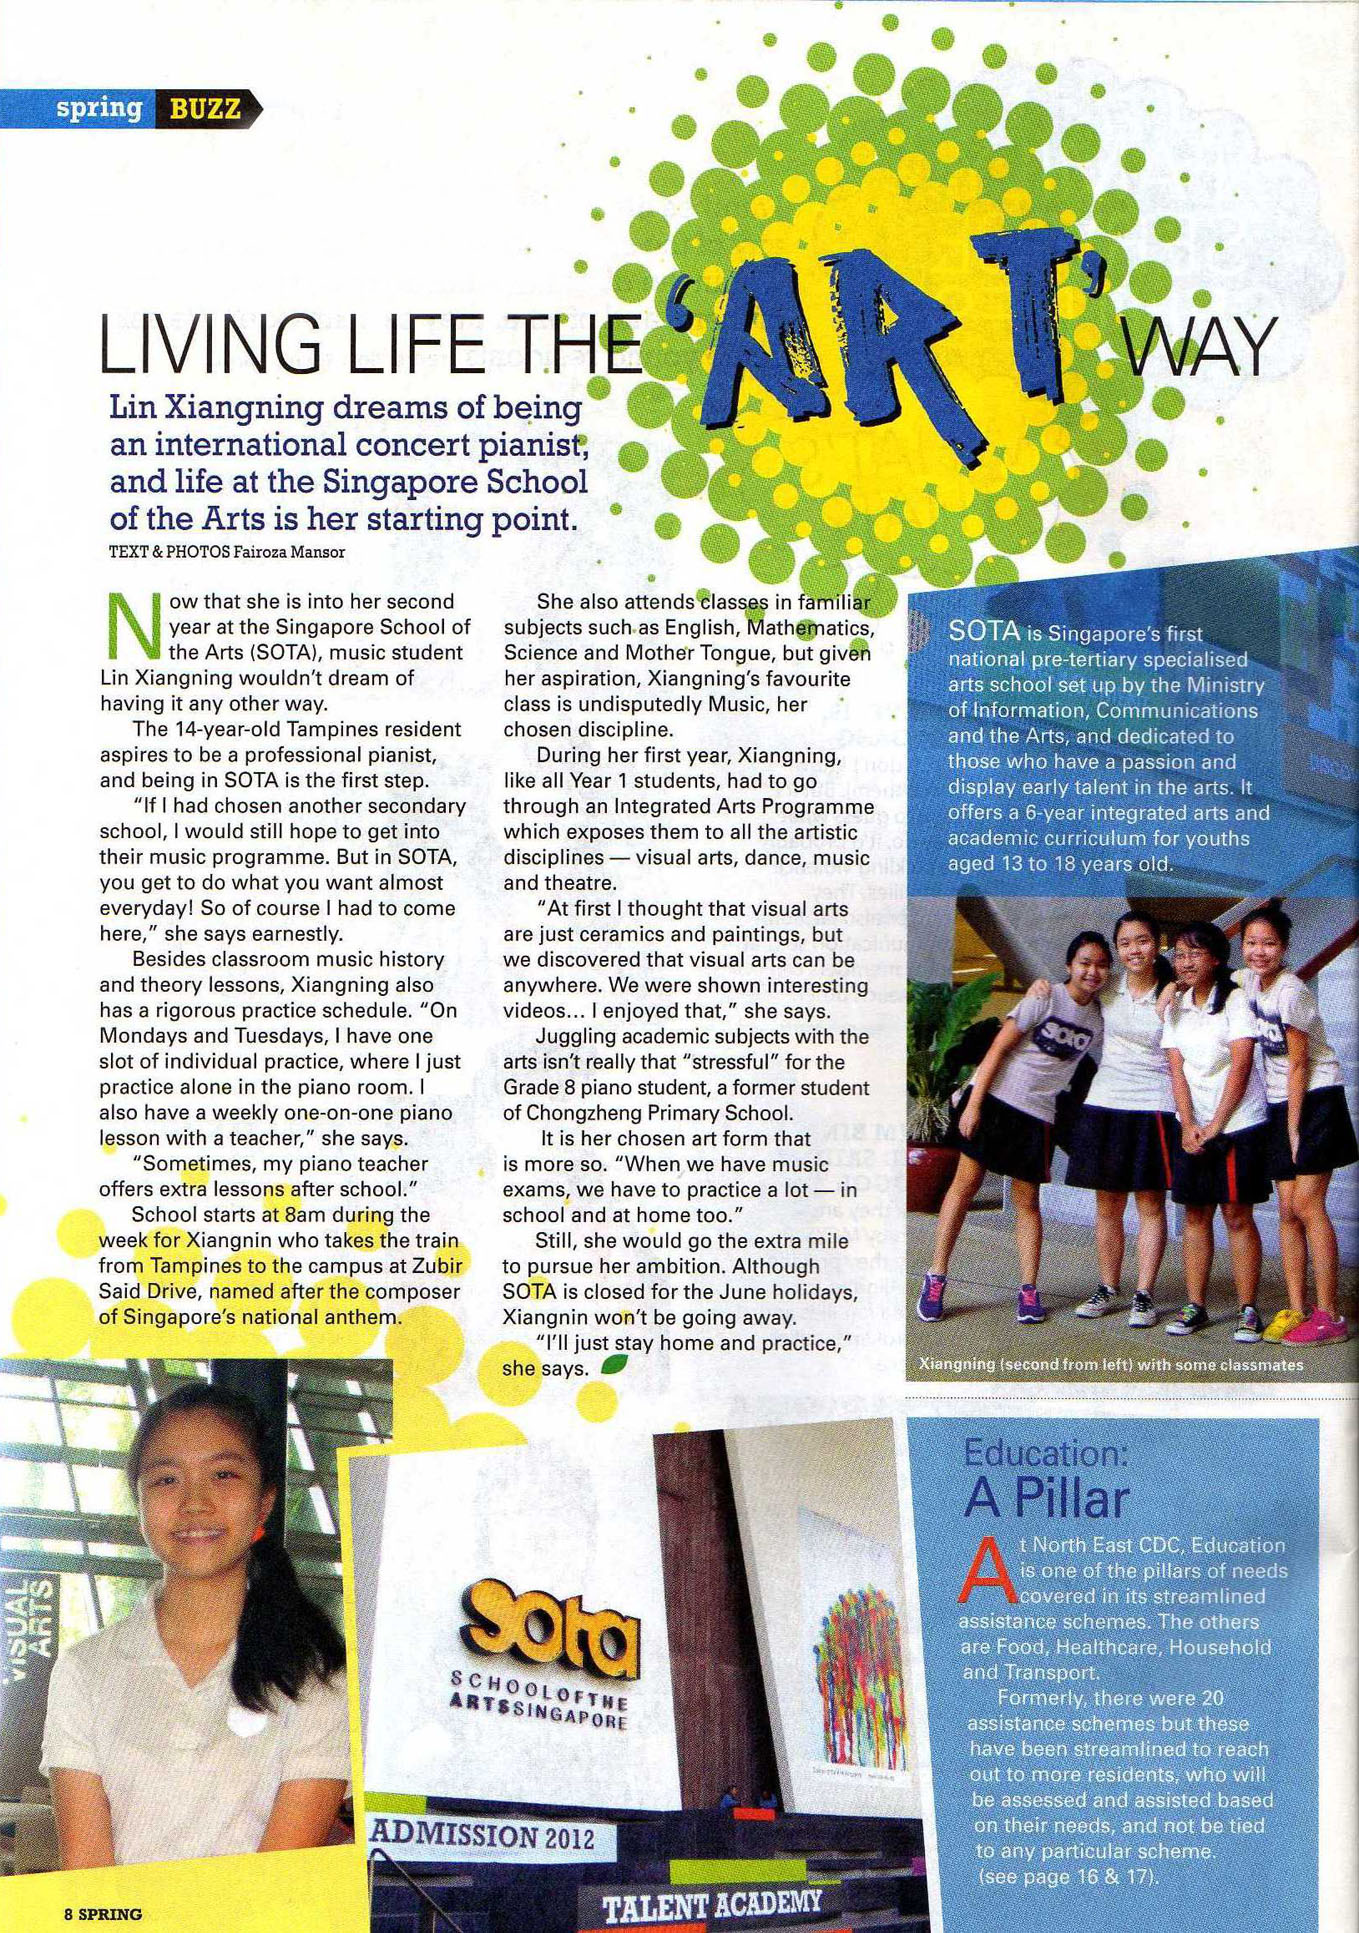 spring BUZZ
LIVING LIFE THE 'ART' WAY
Lin Xiangning dreams of being
an international concert pianist,
and life at the Singapore School
of the Arts is her starting point.
TEXT & PHOTOS Fairoza Mansor
Now that she is into her second
year at the Singapore School of
the Arts (SOTA), music student
Lin Xiangning wouldn't dream of
having it any other way.
The 14-year-old Tampines resident
aspires to be a professional pianist,
and being in SOTA is the first step.
"If I had chosen another secondary
school, I would still hope to get into
their music programme. But in SOTA,
you get to do what you want almost
everyday! So of course I had to come
here," she says earnestly.
Besides classroom music history
and theory lessons, Xiangning also
has a rigorous practice schedule. "On
Mondays and Tuesdays, I have one
slot of individual practice, where I just
practice alone in the piano room. I
also have a weekly one-on-one piano
lesson with a teacher," she says.
"Sometimes, my piano teacher
offers extra lessons after school."
School starts at 8am during the
week for Xiangnin who takes the train
from Tampines to the campus at Zubir
Said Drive, named after the composer
of Singapore's national anthem.
She also attends classes in familiar
subjects such as English, Mathematics,
Science and Mother Tongue, but given
her aspiration, Xiangning's favourite
class is undisputedly Music, her
chosen discipline.
During her first year, Xiangning,
like all Year 1 students, had to go
through an Integrated Arts Programme
which exposes them to all the artistic
disciplines — visual arts, dance, music
and theatre.
"At first I thought that visual arts
are just ceramics and paintings, but
we discovered that visual arts can be
anywhere. We were shown interesting
videos... I enjoyed that," she says.
Juggling academic subjects with the
arts isn't really that "stressful" for the
Grade 8 piano student, a former student
of Chongzheng Primary School.
It is her chosen art form that
is more so. "When we have music
exams, we have to practice a lot — in
school and at home too."
Still, she would go the extra mile
to pursue her ambition. Although
SOTA is closed for the June holidays,
Xiangnin won't be going away.
"I'll just stay home and practice,"
she says.
SOTA is Singapore's first
national pre-tertiary specialised
arts school set up by the Ministry
of Information, Communications
and the Arts, and dedicated to
those who have a passion and
display early talent in the arts. It
offers a 6-year integrated arts and
academic curriculum for youths
aged 13 to 18 years old.
sota
Xiangning (second from left) with some classmates
VISUAL
ARTS
sota
SCHOOLOFTHE
ARTSSINGAPORE
ADMISSION 2012
TALENT ACADEMY
Education:
A Pillar
At North East CDC, Education
is one of the pillars of needs
covered in its streamlined
assistance schemes. The others
are Food, Healthcare, Household
and Transport.
Formerly, there were 20
assistance schemes but these
have been streamlined to reach
out to more residents, who will
be assessed and assisted based
on their needs, and not be tied
to any particular scheme.
(see page 16 & 17).
8 SPRING